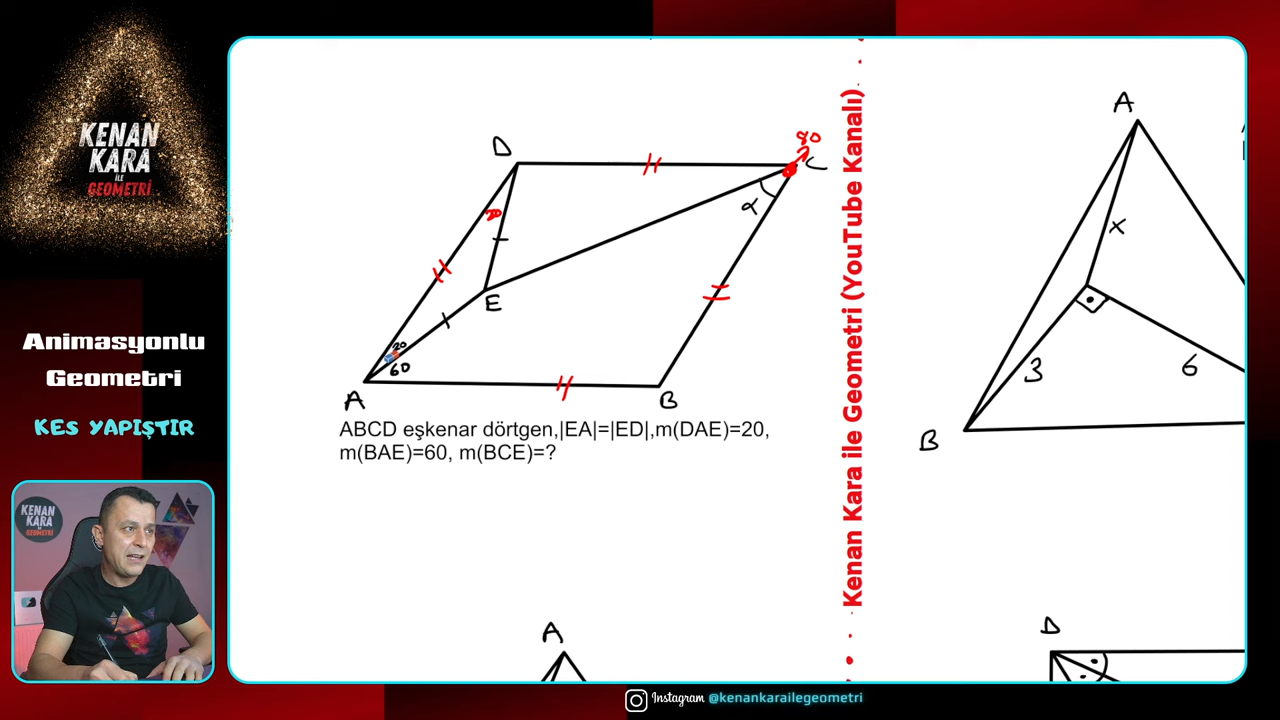 KENAN
KARA
İLE
GEOMETRİ
Animasyonlu
Geometri
KES YAPIŞTIR
KENAN
KARA
GEOMETRİ
D
80
C
20
α
E
20
60
A
B
ABCD eşkenar dörtgen,|EA|=|ED|,m(DAE)=20,
m(BAE)=60, m(BCE)=?
Kenan Kara ile Geometri (YouTube Kanalı)
A
x
3
6
B
A
D
Instagram @kenankarailegeometri